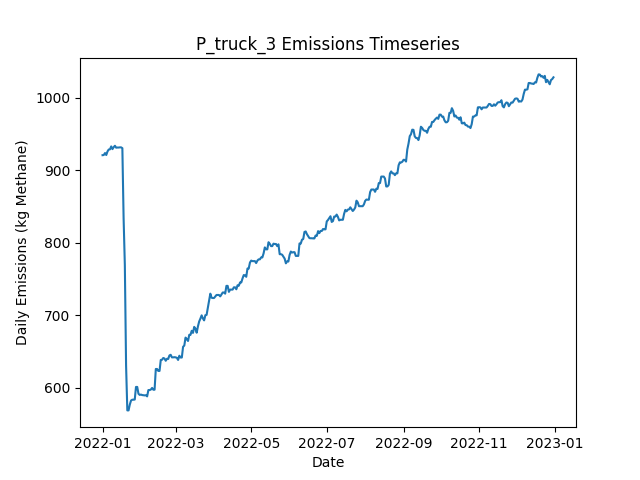 P_truck_3 Emissions Timeseries
Daily Emissions (kg Methane)
1000
900
800
700
600
2022-01 2022-03 2022-05 2022-07 2022-09 2022-11 2023-01
Date